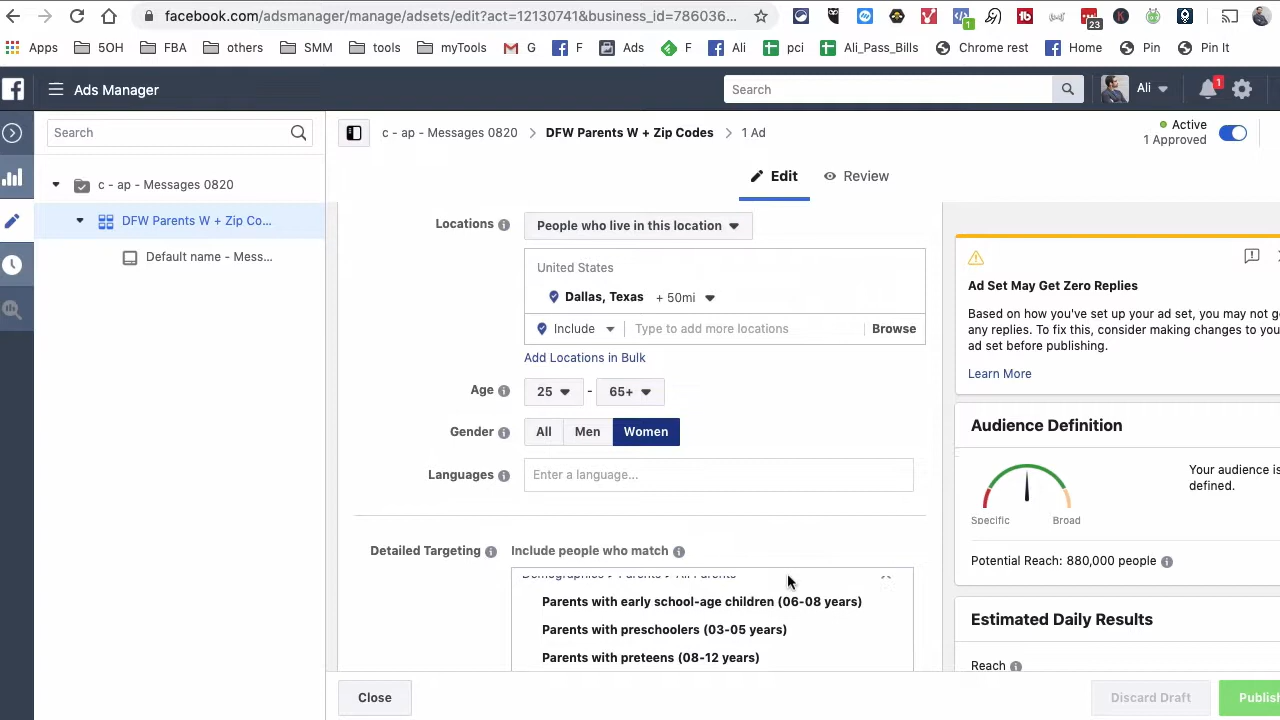 facebook.com/adsmanager/manage/adsets/edit?act=12130741&business_id=786036...
1
23
Apps 5OH FBA others SMM tools myTools G F Ads F Ali pci Ali_Pass_Bills Chrome rest Home Pin Pin It
Ads Manager
Search
Ali
1
Search
c - ap - Messages 0820 > DFW Parents W + Zip Codes > 1 Ad
Active
1 Approved
Edit
Review
c - ap - Messages 0820
DFW Parents W + Zip Co...
Default name - Mess...
Locations
People who live in this location
United States
Dallas, Texas + 50mi
Include
Type to add more locations
Browse
Add Locations in Bulk
Age
25 - 65+
Gender
All Men Women
Languages
Enter a language...
Detailed Targeting
Include people who match
Demographics > Parents > All Parents
Parents with early school-age children (06-08 years)
Parents with preschoolers (03-05 years)
Parents with preteens (08-12 years)
Ad Set May Get Zero Replies
Based on how you've set up your ad set, you may not g
any replies. To fix this, consider making changes to you
ad set before publishing.
Learn More
Audience Definition
Specific
Broad
Your audience is
defined.
Potential Reach: 880,000 people
Estimated Daily Results
Reach
Close
Discard Draft
Publish